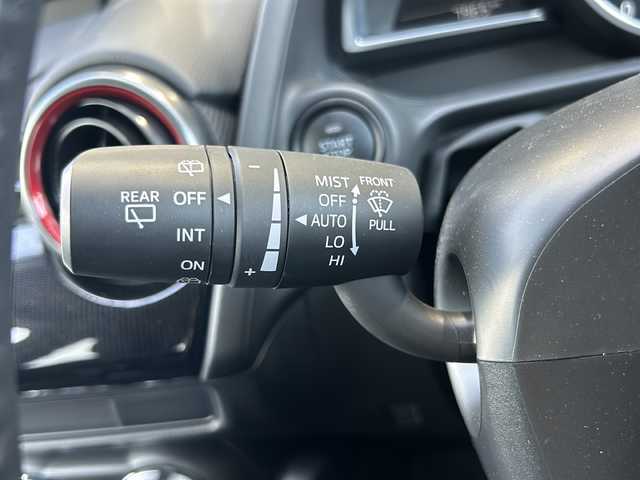 REAR
OFF
INT
ON
−
+
MIST
OFF
AUTO
LO
HI
FRONT
PULL
START